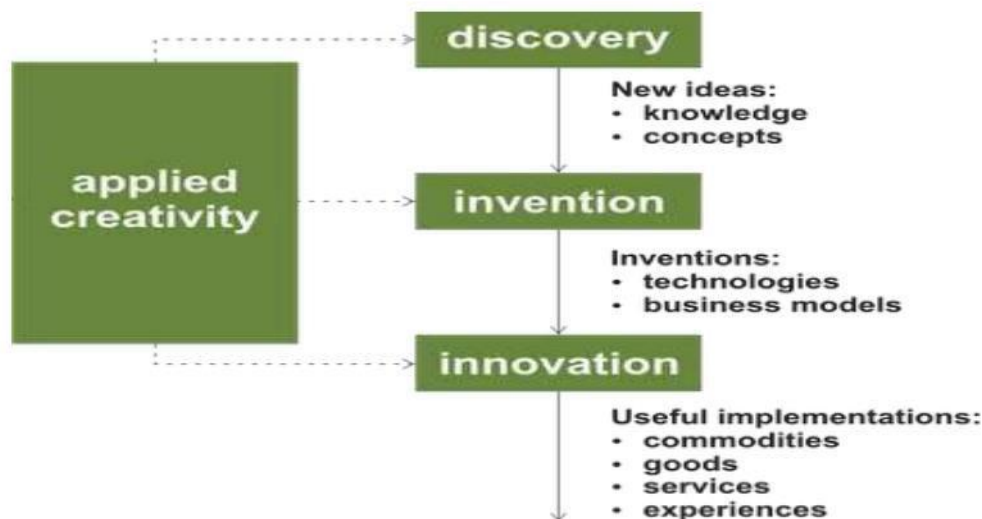 discovery
New ideas:
• knowledge
• concepts
applied
creativity
invention
Inventions:
• technologies
• business models
innovation
Useful implementations:
• commodities
• goods
• services
• experiences